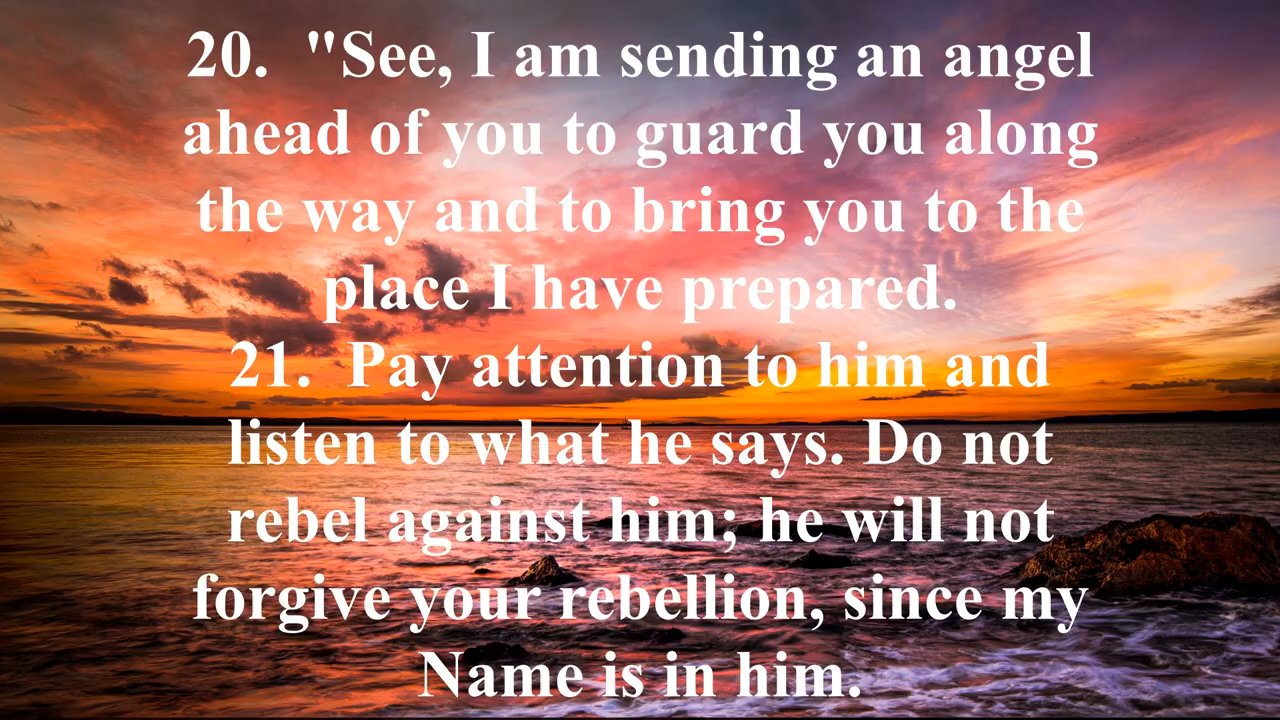 20.  "See, I am sending an angel
ahead of you to guard you along
the way and to bring you to the
place I have prepared.
21.  Pay attention to him and
listen to what he says. Do not
rebel against him; he will not
forgive your rebellion, since my
Name is in him.